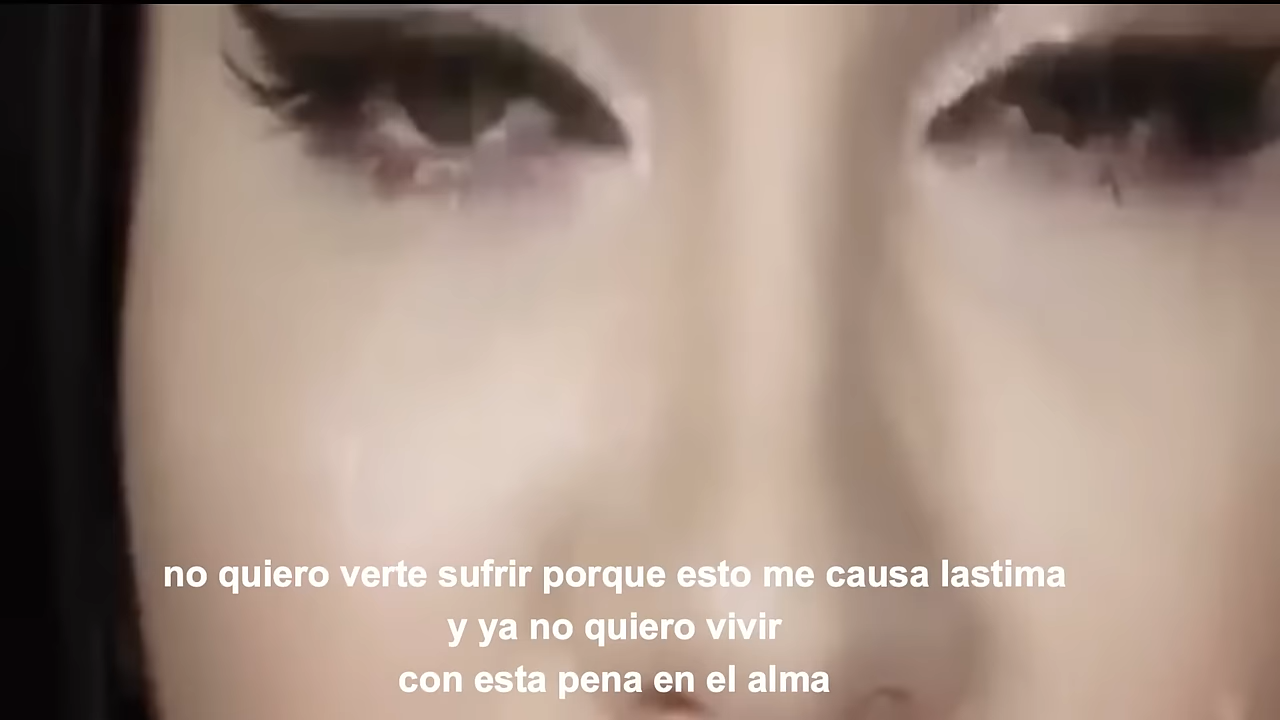 no quiero verte sufrir porque esto me causa lastima
y ya no quiero vivir
con esta pena en el alma